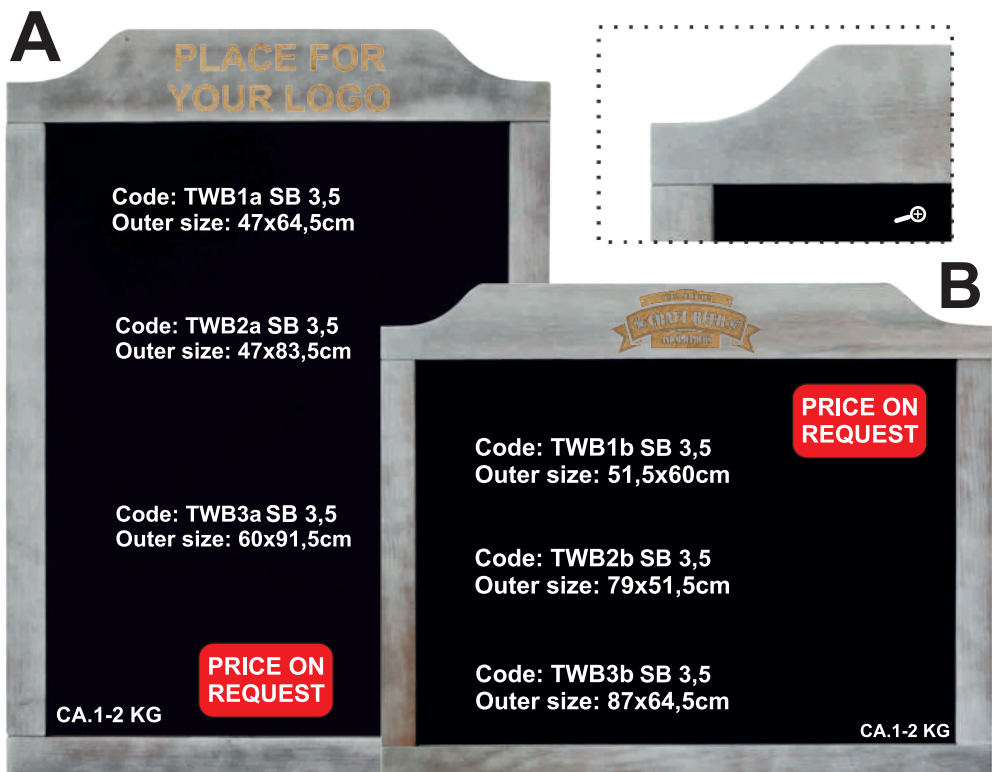 A
PLACE FOR
YOUR LOGO
Code: TWB1a SB 3,5
Outer size: 47x64,5cm
Code: TWB2a SB 3,5
Outer size: 47x83,5cm
Code: TWB3a SB 3,5
Outer size: 60x91,5cm
PRICE ON
REQUEST
CA.1-2 KG
B
CRAFT BEER
PRICE ON
REQUEST
Code: TWB1b SB 3,5
Outer size: 51,5x60cm
Code: TWB2b SB 3,5
Outer size: 79x51,5cm
Code: TWB3b SB 3,5
Outer size: 87x64,5cm
CA.1-2 KG